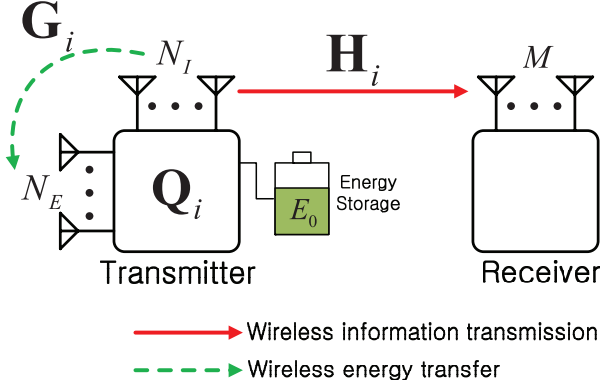 G_i
N_I
H_i
M
N_E
Q_i
E_0
Energy
Storage
Transmitter
Receiver
Wireless information transmission
Wireless energy transfer